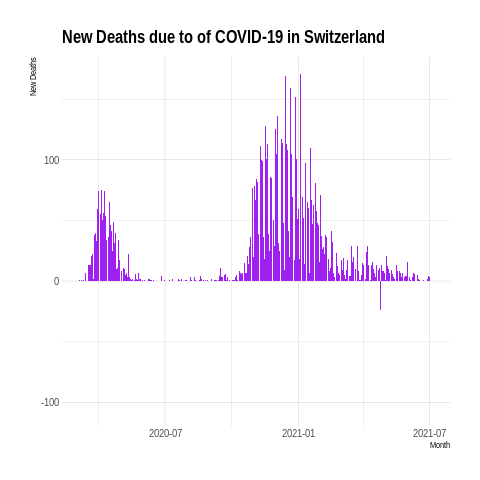 New Deaths due to of COVID-19 in Switzerland
New Deaths
100
0
-100
2020-07
2021-01
2021-07
Month